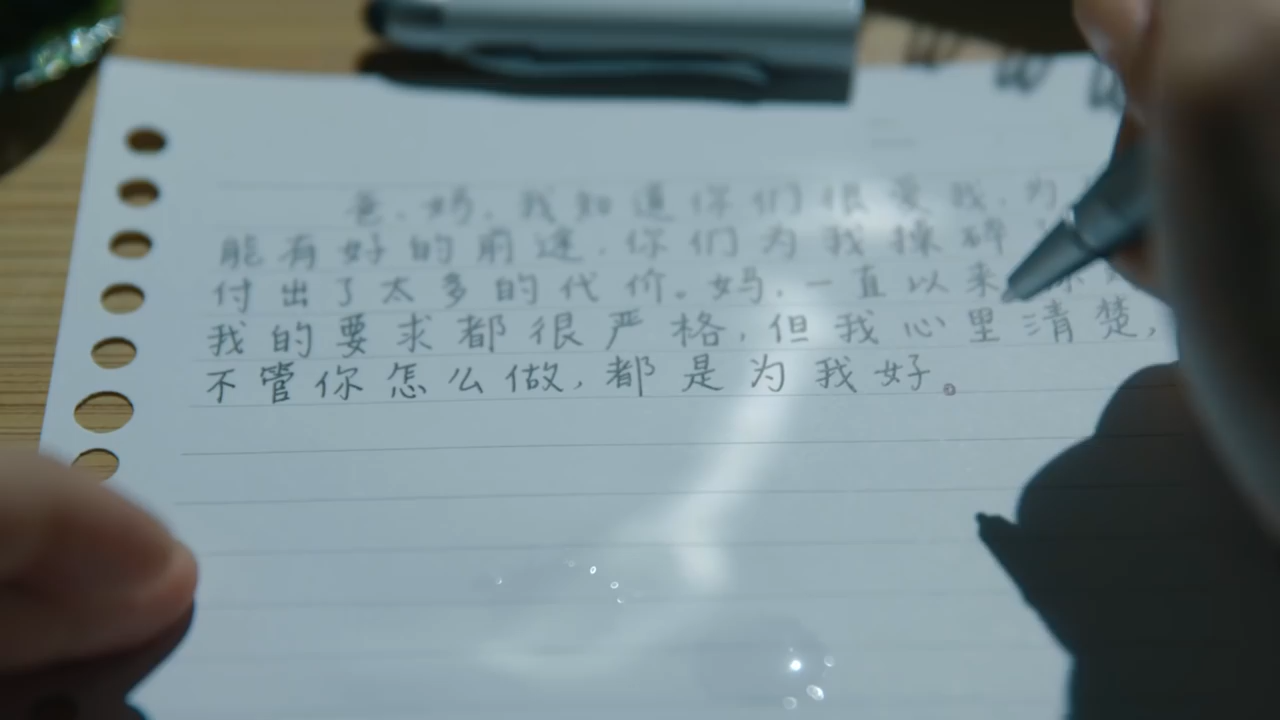 爸、妈，我知道你们很爱我，为
能有好的前途，你们为我操碎
付出了太多的代价。妈，一直以来
我的要求都很严格，但我心里清楚，
不管你怎么做，都是为我好。